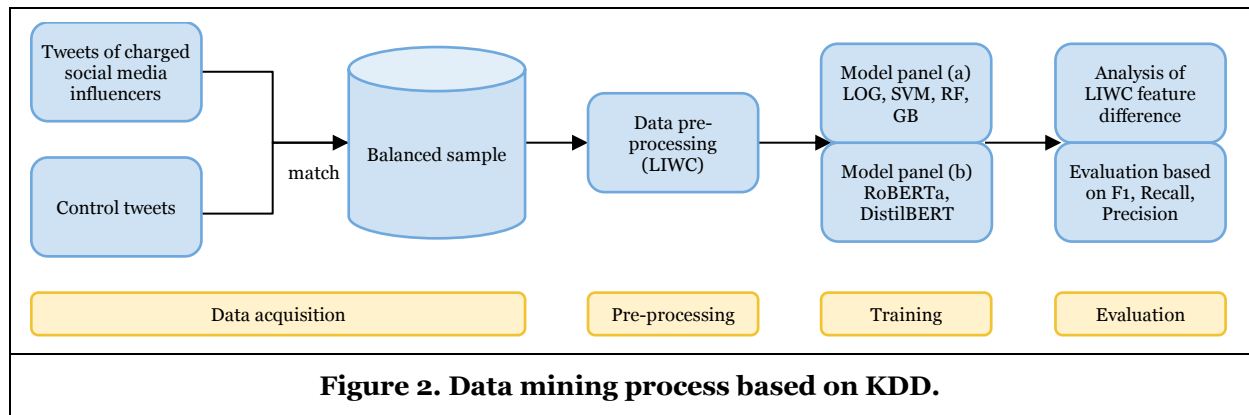 Tweets of charged
social media
influencers
Control tweets
match
Balanced sample
Data pre-
processing
(LIWC)
Model panel (a)
LOG, SVM, RF,
GB
Model panel (b)
RoBERTa,
DistilBERT
Analysis of
LIWC feature
difference
Evaluation based
on F1, Recall,
Precision
Data acquisition
Pre-processing
Training
Evaluation
Figure 2. Data mining process based on KDD.